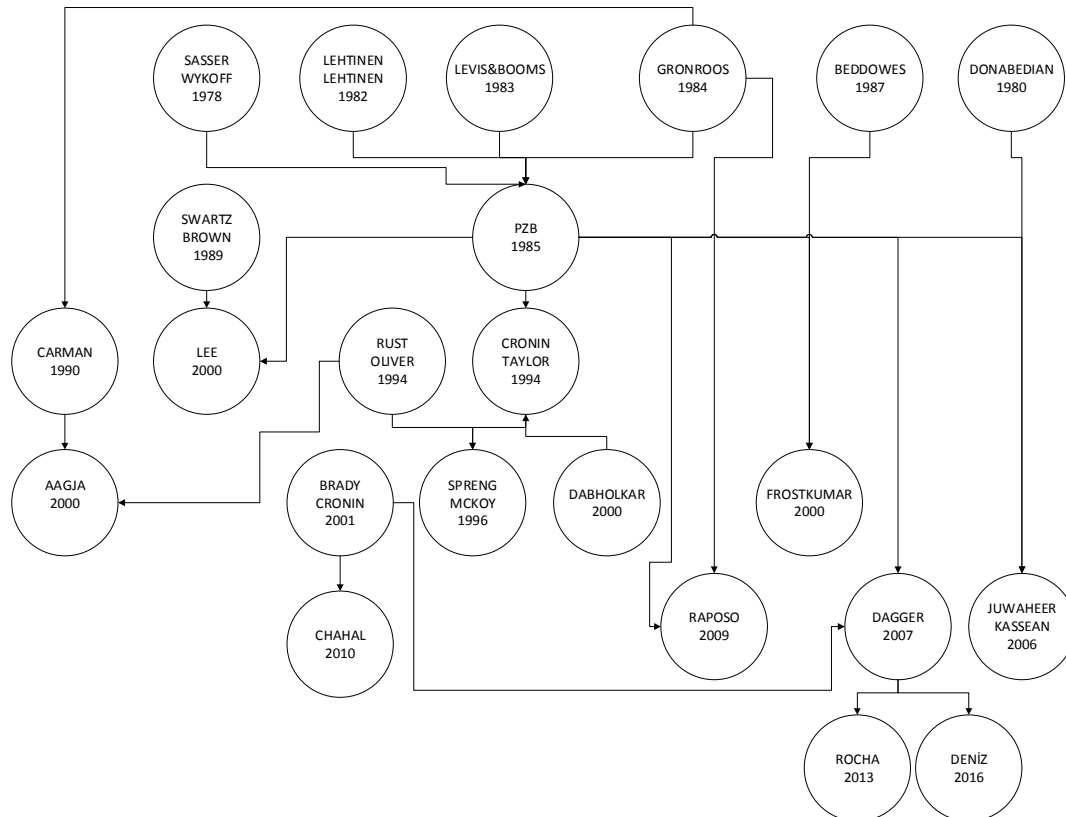 SASSER
WYKOFF
1978
LEHTINEN
LEHTINEN
1982
LEVIS&BOOMS
1983
GRONROOS
1984
BEDDOWES
1987
DONABEDIAN
1980
SWARTZ
BROWN
1989
PZB
1985
CARMAN
1990
LEE
2000
RUST
OLIVER
1994
CRONIN
TAYLOR
1994
AAGJA
2000
BRADY
CRONIN
2001
SPRENG
MCKOY
1996
DABHOLKAR
2000
FROSTKUMAR
2000
CHAHAL
2010
RAPOSO
2009
DAGGER
2007
JUWAHEER
KASSEAN
2006
ROCHA
2013
DENİZ
2016